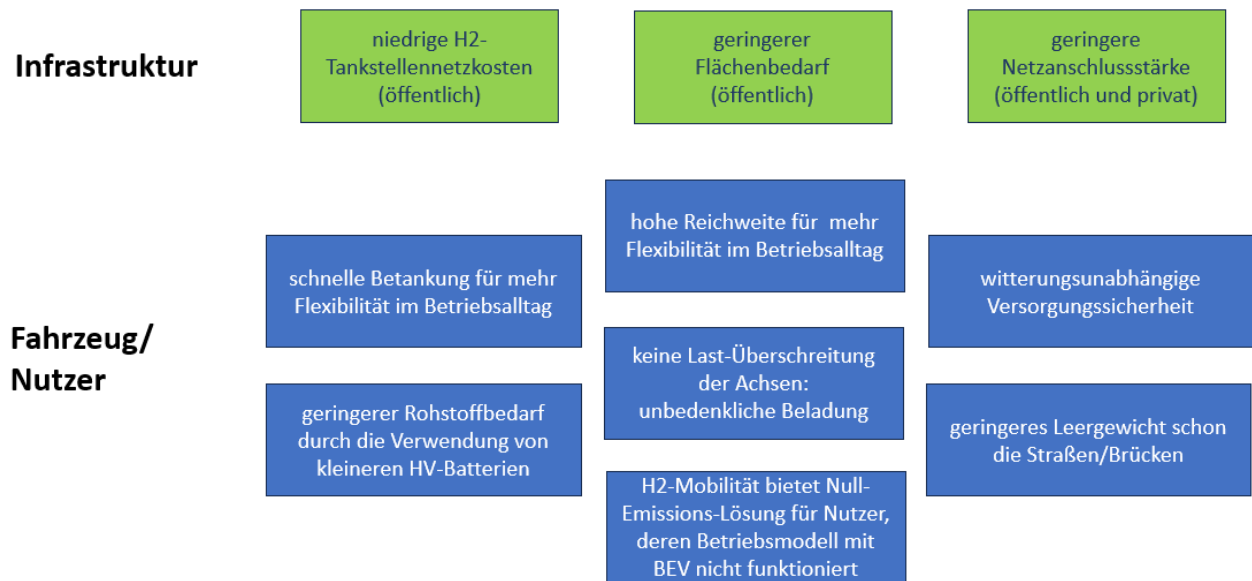 Infrastruktur
niedrige H2-
Tankstellennetzkosten
(öffentlich)
geringerer
Flächenbedarf
(öffentlich)
geringere
Netzanschlussstärke
(öffentlich und privat)
Fahrzeug/
Nutzer
schnelle Betankung für mehr
Flexibilität im Betriebsalltag
hohe Reichweite für mehr
Flexibilität im Betriebsalltag
witterungsunabhängige
Versorgungssicherheit
geringerer Rohstoffbedarf
durch die Verwendung von
kleineren HV-Batterien
keine Last-Überschreitung
der Achsen:
unbedenkliche Beladung
geringeres Leergewicht schon
die Straßen/Brücken
H2-Mobilität bietet Null-
Emissions-Lösung für Nutzer,
deren Betriebsmodell mit
BEV nicht funktioniert